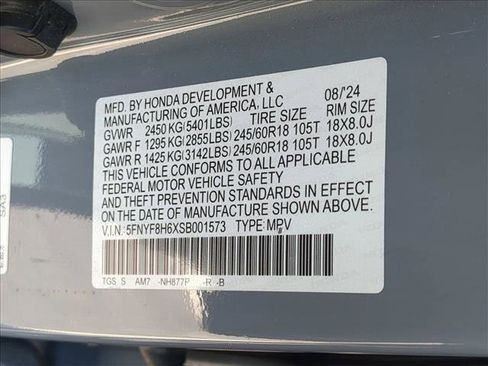 MFD. BY HONDA DEVELOPMENT & 08/'24
MANUFACTURING OF AMERICA, LLC
GVWR 2450 KG(5401LBS) TIRE SIZE RIM SIZE
GAWR F 1295 KG(2855LBS) 245/60R18 105T 18X8.0J
GAWR R 1425 KG(3142LBS) 245/60R18 105T 18X8.0J
THIS VEHICLE CONFORMS TO ALL APPLICABLE
FEDERAL MOTOR VEHICLE SAFETY
AND THEFT PREVENTION STANDARDS IN EFFECT ON
THE DATE OF MANUFACTURE SHOWN ABOVE.
V.I.N.: 5FNYF8H6XSB001573 TYPE: MPV
TGS S AM7 -NH877P -R -B
SA3